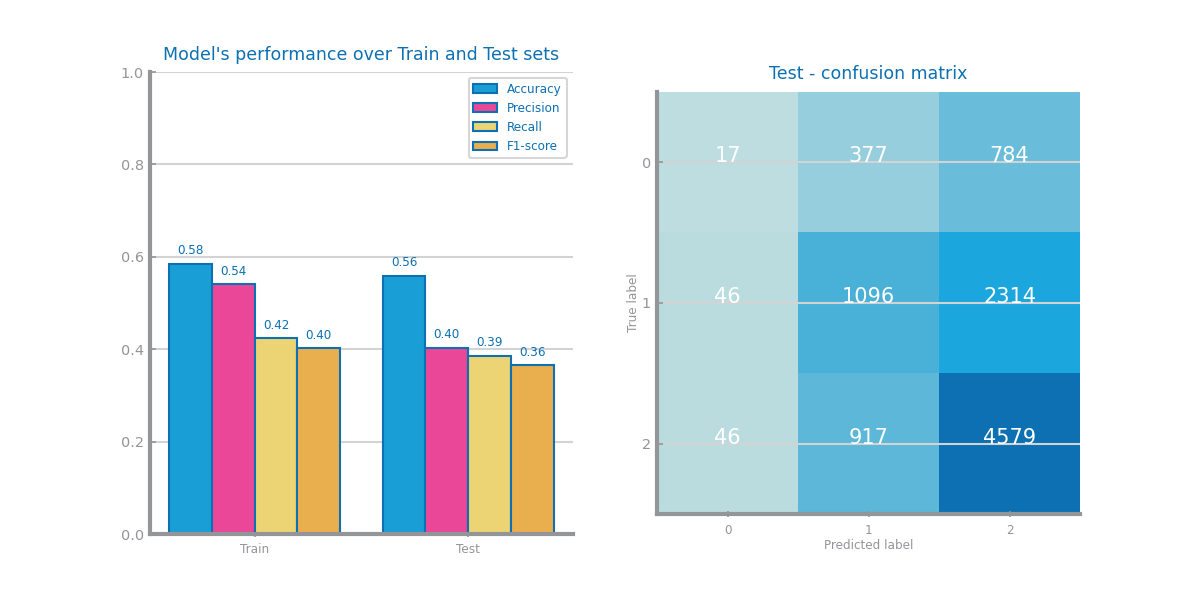 Model's performance over Train and Test sets
1.0
0.8
0.6
0.4
0.2
0.0
Accuracy
Precision
Recall
F1-score
0.58
0.54
0.42
0.40
0.56
0.40
0.39
0.36
Train
Test
Test - confusion matrix
True label
0
17
377
784
1
46
1096
2314
2
46
917
4579
0
1
2
Predicted label